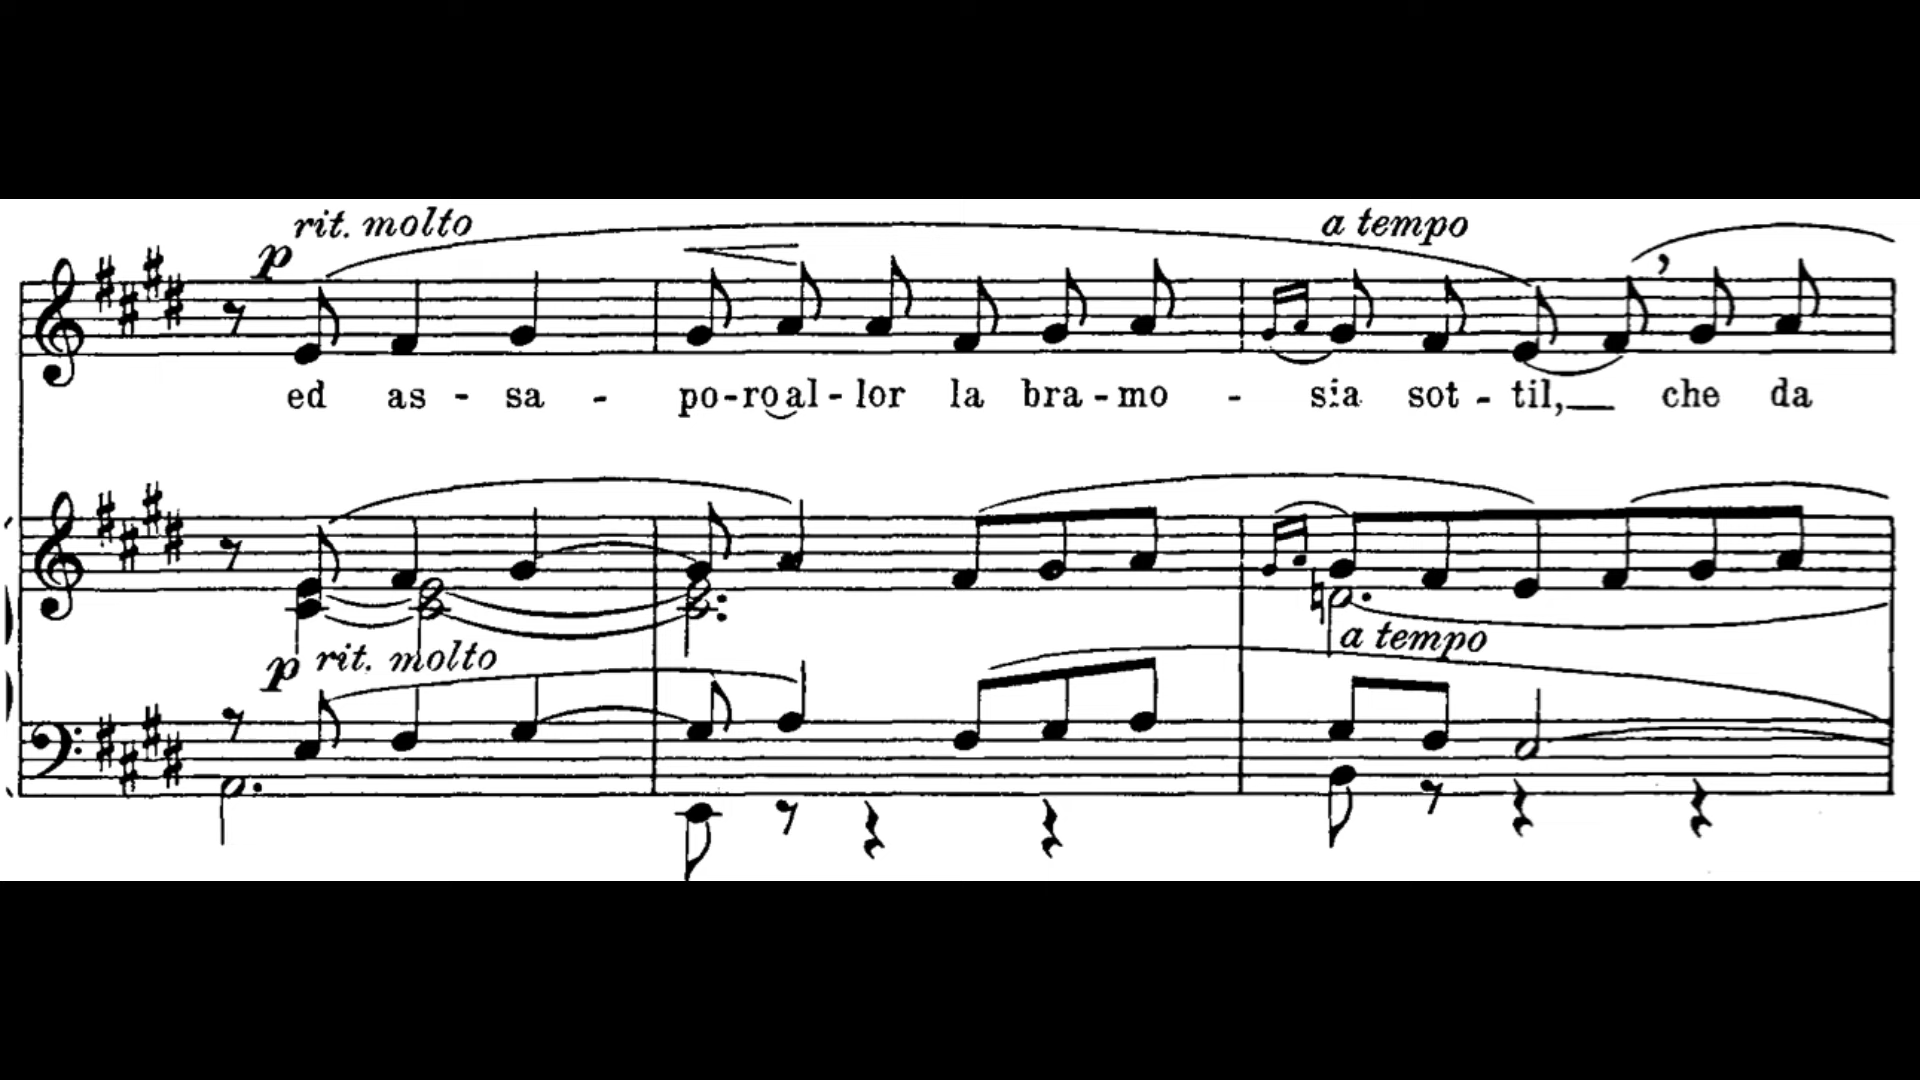 rit. molto a tempo
p
ed as - sa - po-ro al - lor la bra - mo - sia sot - til, che da
a tempo
p rit. molto